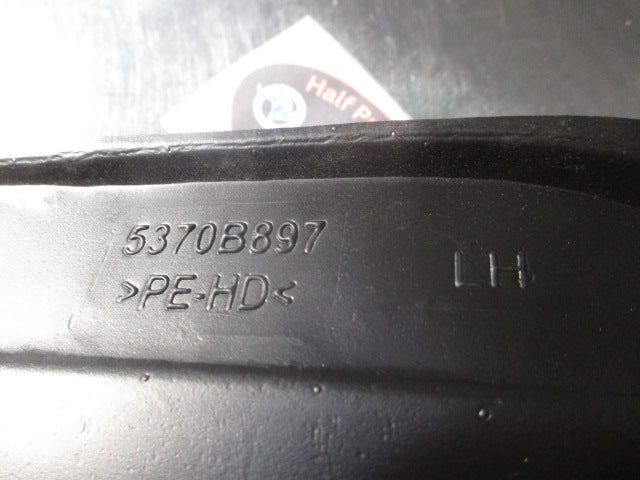 Half P
5370B897
>PE-HD<
LH